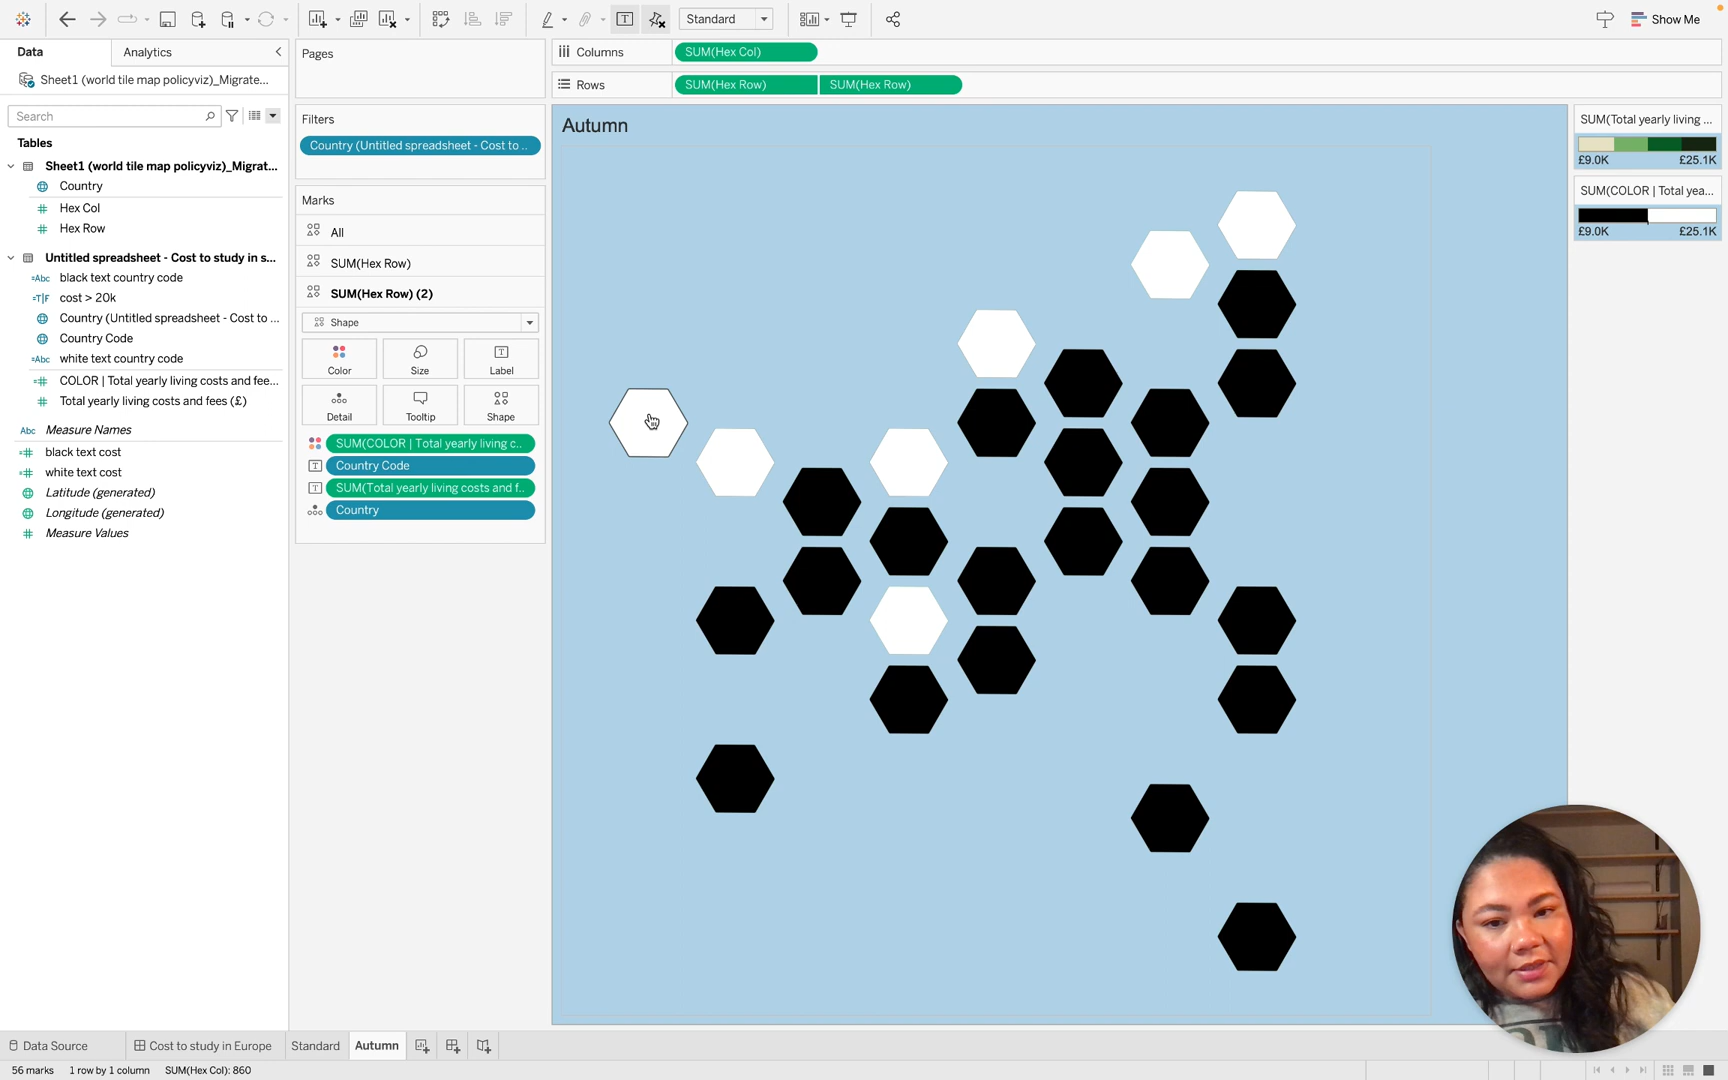 Standard
Show Me
Data
Analytics
Sheet1 (world tile map policyviz)_Migrate...
Search
Tables
Sheet1 (world tile map policyviz)_Migrat...
Country
Hex Col
Hex Row
Untitled spreadsheet - Cost to study in s...
=Abc black text country code
=T|F cost > 20k
Country (Untitled spreadsheet - Cost to ...
Country Code
=Abc white text country code
COLOR | Total yearly living costs and fee...
Total yearly living costs and fees (£)
Abc Measure Names
black text cost
white text cost
Latitude (generated)
Longitude (generated)
Measure Values
Pages
Filters
Country (Untitled spreadsheet - Cost to ..
Marks
All
SUM(Hex Row)
SUM(Hex Row) (2)
Shape
Color
Size
Label
Detail
Tooltip
Shape
SUM(COLOR | Total yearly living c..
Country Code
SUM(Total yearly living costs and f..
Country
Columns
SUM(Hex Col)
Rows
SUM(Hex Row)
SUM(Hex Row)
Autumn
SUM(Total yearly living ...
£9.0K £25.1K
SUM(COLOR | Total yea...
£9.0K £25.1K
Data Source
Cost to study in Europe
Standard
Autumn
56 marks
1 row by 1 column
SUM(Hex Col): 860